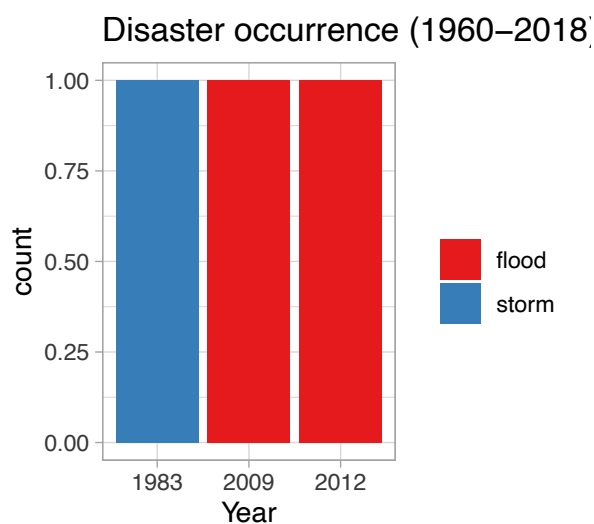 Disaster occurrence (1960−2018)
1.00
0.75
0.50
0.25
0.00
count
1983 2009 2012
Year
flood
storm